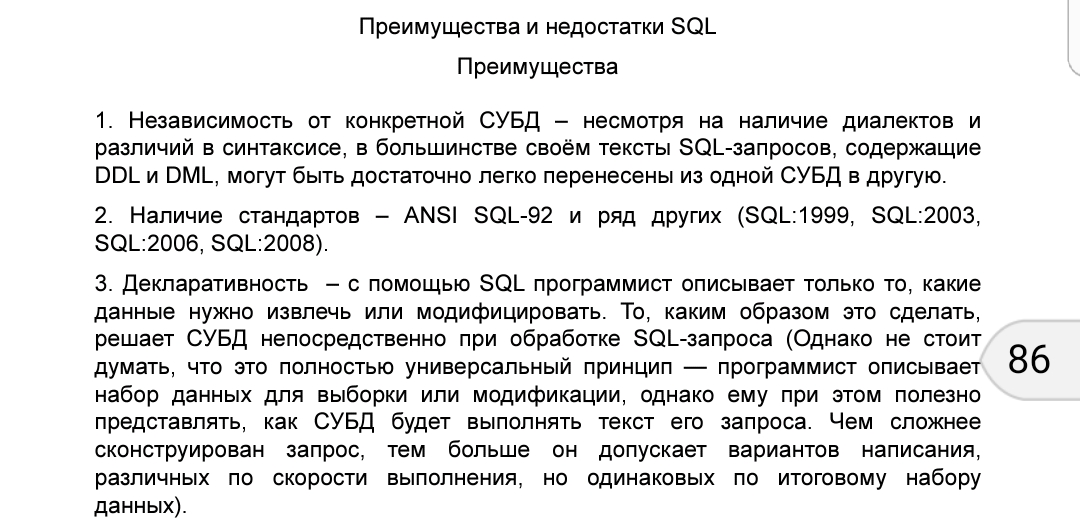 Преимущества и недостатки SQL
Преимущества
1. Независимость от конкретной СУБД – несмотря на наличие диалектов и
различий в синтаксисе, в большинстве своём тексты SQL-запросов, содержащие
DDL и DML, могут быть достаточно легко перенесены из одной СУБД в другую.
2. Наличие стандартов – ANSI SQL-92 и ряд других (SQL:1999, SQL:2003,
SQL:2006, SQL:2008).
3. Декларативность – с помощью SQL программист описывает только то, какие
данные нужно извлечь или модифицировать. То, каким образом это сделать,
решает СУБД непосредственно при обработке SQL-запроса (Однако не стоит
думать, что это полностью универсальный принцип — программист описывает
86
набор данных для выборки или модификации, однако ему при этом полезно
представлять, как СУБД будет выполнять текст его запроса. Чем сложнее
сконструирован запрос, тем больше он допускает вариантов написания,
различных по скорости выполнения, но одинаковых по итоговому набору
данных).